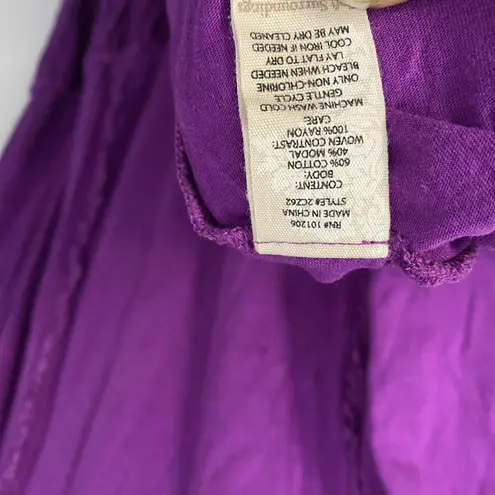 RN# 101206
MADE IN CHINA
STYLE# 2CZ62
CONTENT:
BODY:
60% COTTON
40% MODAL
WOVEN CONTRAST:
100% RAYON
CARE:
MACHINE WASH COLD
GENTLE CYCLE
ONLY NON-CHLORINE
BLEACH WHEN NEEDED
LAY FLAT TO DRY
COOL IRON IF NEEDED
MAY BE DRY CLEANED
Surroundings